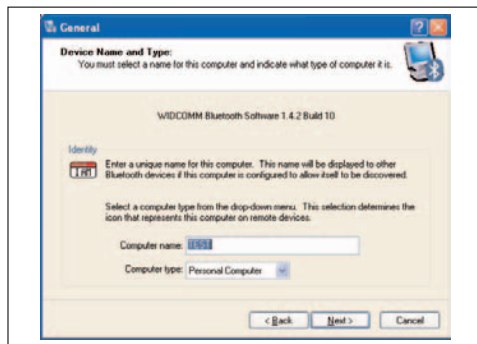 General
Device Name and Type:
You must select a name for this computer and indicate what type of computer it is.
WIDCOMM Bluetooth Software 1.4.2 Build 10
Identity
I AM
Enter a unique name for this computer. This name will be displayed to other
Bluetooth devices if this computer is configured to allow itself to be discovered.
Select a computer type from the drop-down menu. This selection determines the
icon that represents this computer on remote devices.
Computer name:
Computer type: Personal Computer
< Back Next > Cancel